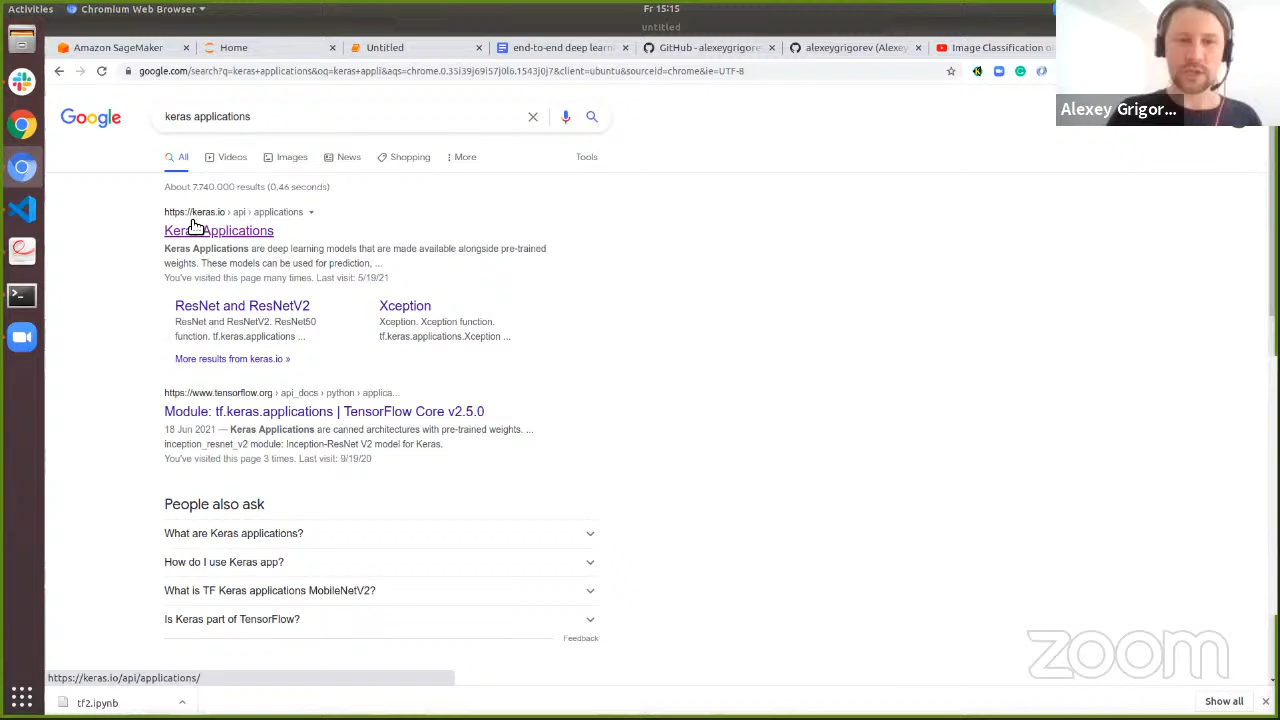 Activities
Chromium Web Browser
Fr 15:15
untitled
Amazon SageMaker
Home
Untitled
end-to-end deep learni
GitHub - alexeygrigore
alexeygrigorev (Alexey
Image Classification o
google.com/search?q=keras+applications&oq=keras+appli&aqs=chrome.0.35i39j69i57j0l6.1543j0j7&client=ubuntu&sourceid=chrome&ie=UTF-8
Alexey Grigor...
Google
keras applications
All
Videos
Images
News
Shopping
More
Tools
About 7.740.000 results (0,46 seconds)
https://keras.io › api › applications
Keras Applications
Keras Applications are deep learning models that are made available alongside pre-trained
weights. These models can be used for prediction, ...
You've visited this page many times. Last visit: 5/19/21
ResNet and ResNetV2
ResNet and ResNetV2. ResNet50
function. tf.keras.applications ...
Xception
Xception. Xception function.
tf.keras.applications.Xception ...
More results from keras.io »
https://www.tensorflow.org › api_docs › python › applica...
Module: tf.keras.applications | TensorFlow Core v2.5.0
18 Jun 2021 — Keras Applications are canned architectures with pre-trained weights. ...
inception_resnet_v2 module: Inception-ResNet V2 model for Keras.
You've visited this page 3 times. Last visit: 9/19/20
People also ask
What are Keras applications?
How do I use Keras app?
What is TF Keras applications MobileNetV2?
Is Keras part of TensorFlow?
Feedback
zoom
https://keras.io/api/applications/
tf2.ipynb
Show all